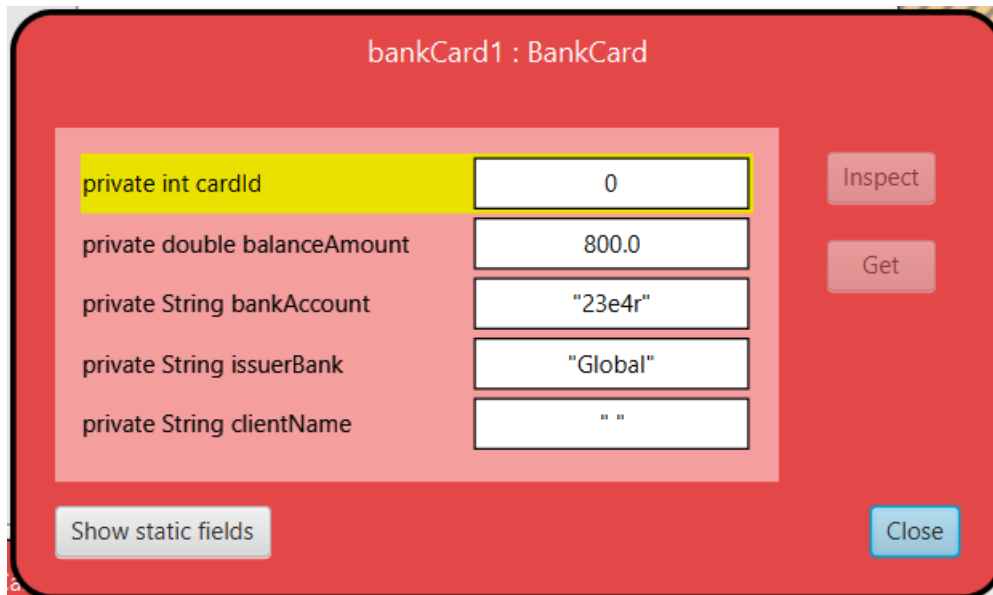 bankCard1 : BankCard
private int cardId 0
Inspect
private double balanceAmount 800.0
Get
private String bankAccount "23e4r"
private String issuerBank "Global"
private String clientName " "
Show static fields
Close